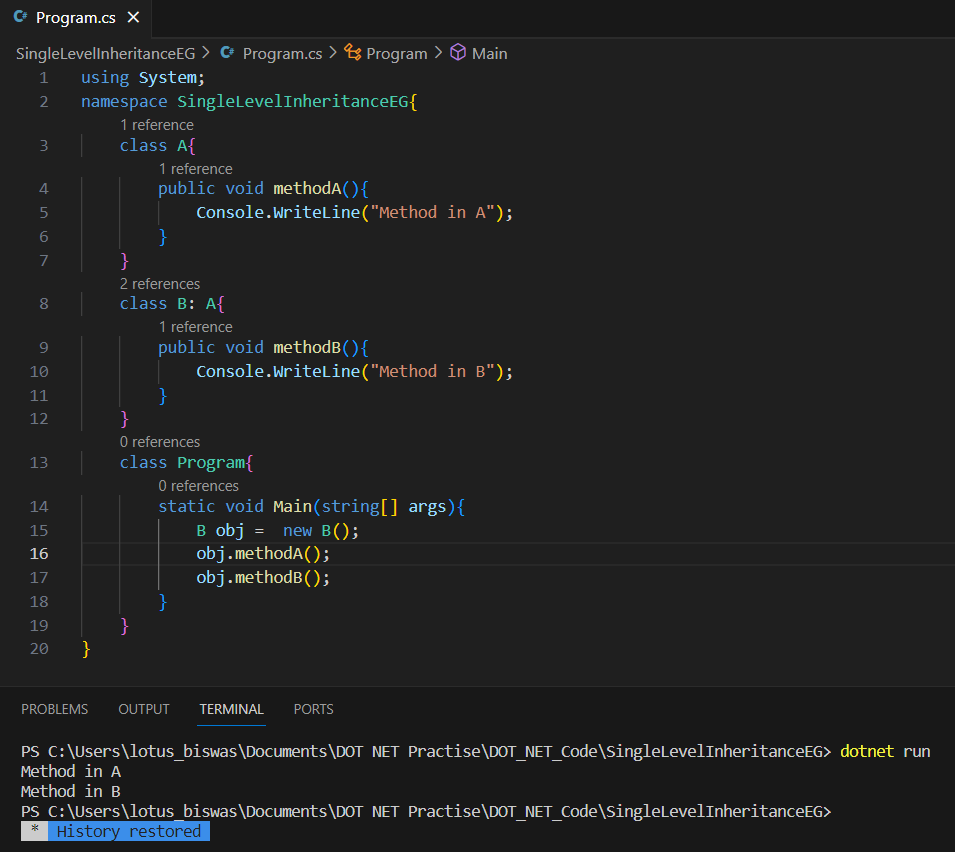 C# Program.cs ×
SingleLevelInheritanceEG > C# Program.cs > Program > Main
1 using System;
2 namespace SingleLevelInheritanceEG{
1 reference
3 class A{
1 reference
4 public void methodA(){
5 Console.WriteLine("Method in A");
6 }
7 }
2 references
8 class B: A{
1 reference
9 public void methodB(){
10 Console.WriteLine("Method in B");
11 }
12 }
0 references
13 class Program{
0 references
14 static void Main(string[] args){
15 B obj =  new B();
16 obj.methodA();
17 obj.methodB();
18 }
19 }
20 }
PROBLEMS OUTPUT TERMINAL PORTS
PS C:\Users\lotus_biswas\Documents\DOT NET Practise\DOT_NET_Code\SingleLevelInheritanceEG> dotnet run
Method in A
Method in B
PS C:\Users\lotus_biswas\Documents\DOT NET Practise\DOT_NET_Code\SingleLevelInheritanceEG>
* History restored